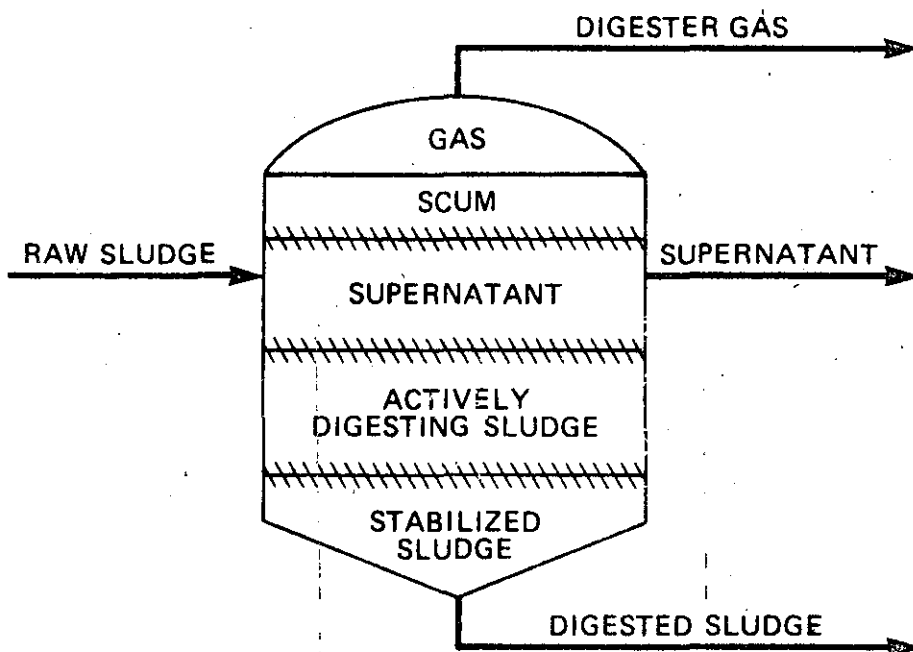 DIGESTER GAS
GAS
SCUM
RAW SLUDGE
SUPERNATANT
SUPERNATANT
ACTIVELY
DIGESTING SLUDGE
STABILIZED
SLUDGE
DIGESTED SLUDGE